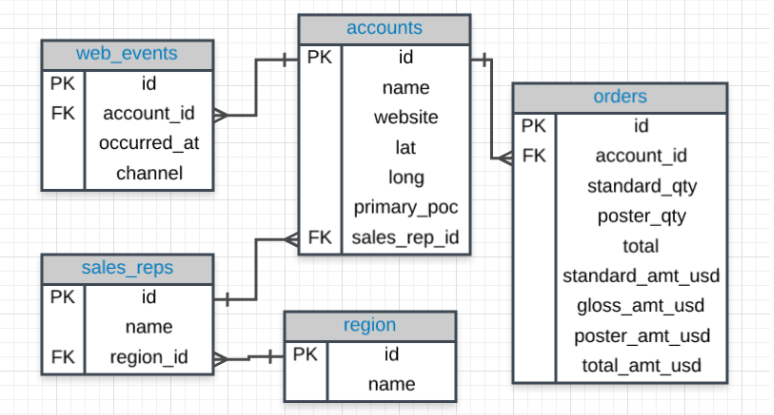 web_events
PK id
FK account_id
occurred_at
channel
accounts
PK id
name
website
lat
long
primary_poc
FK sales_rep_id
orders
PK id
FK account_id
standard_qty
poster_qty
total
standard_amt_usd
gloss_amt_usd
poster_amt_usd
total_amt_usd
sales_reps
PK id
name
FK region_id
region
PK id
name